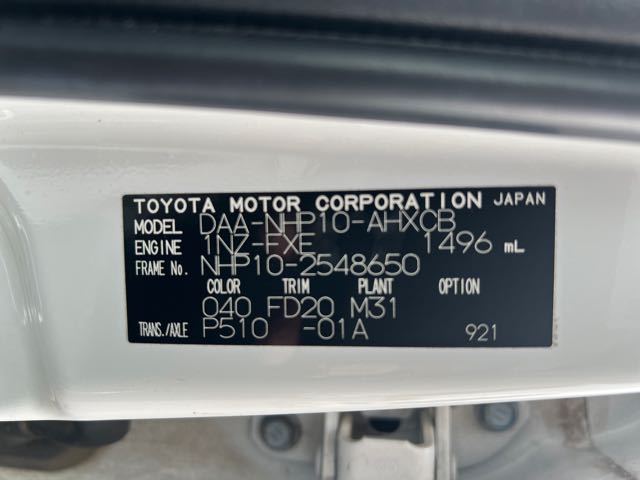 TOYOTA MOTOR CORPORATION JAPAN
MODEL DAA-NHP10-AHXCB
ENGINE 1NZ-FXE 1496 mL
FRAME No. NHP10-2548650
COLOR TRIM PLANT OPTION
040 FD20 M31
TRANS./AXLE P510 -01A 921